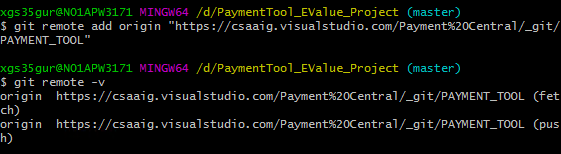 xgs35gur@NO1APW3171 MINGW64 /d/PaymentTool_EValue_Project (master)
$ git remote add origin "https://csaaig.visualstudio.com/Payment%20Central/_git/
PAYMENT_TOOL"
xgs35gur@NO1APW3171 MINGW64 /d/PaymentTool_EValue_Project (master)
$ git remote -v
origin  https://csaaig.visualstudio.com/Payment%20Central/_git/PAYMENT_TOOL (fet
ch)
origin  https://csaaig.visualstudio.com/Payment%20Central/_git/PAYMENT_TOOL (pus
h)